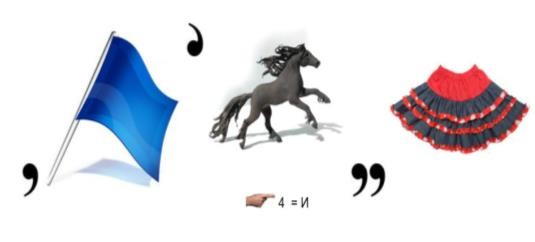 , ,
4 = И ,,